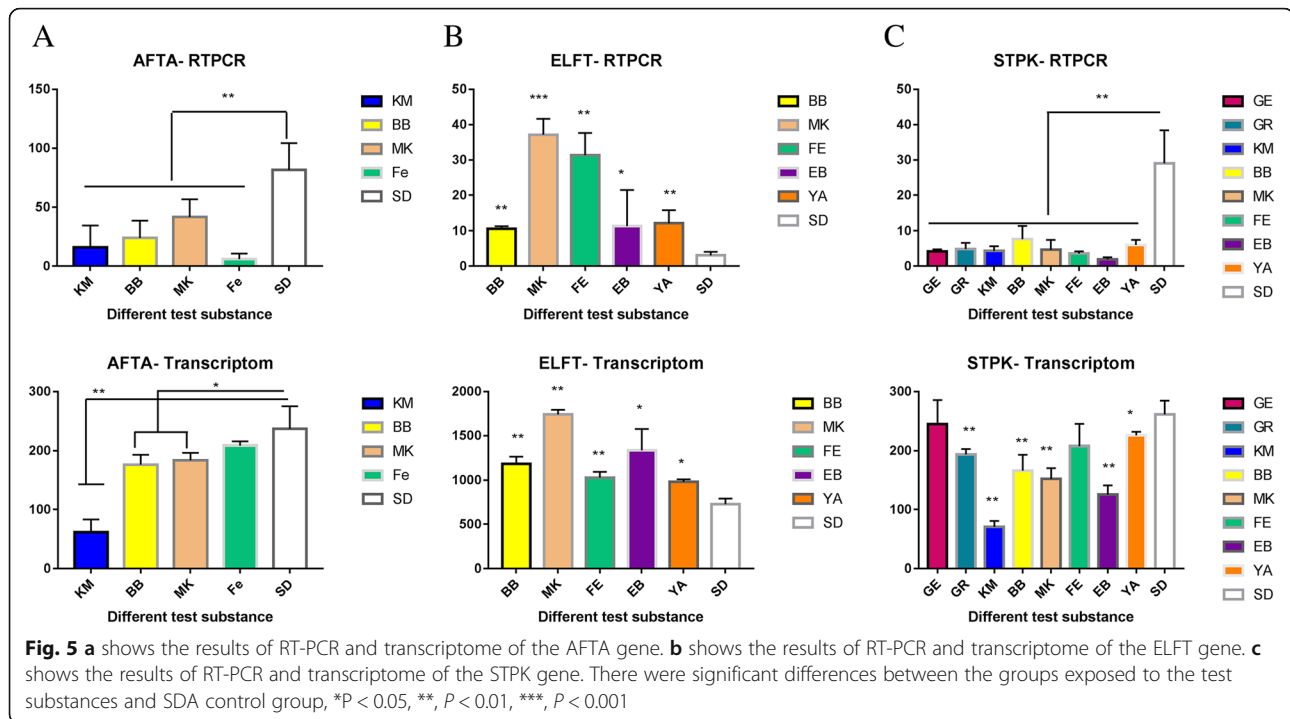 A
AFTA- RTPCR
150
100
50
0
**
KM
BB
MK
Fe
SD
KM
BB
MK
Fe
SD
Different test substance
B
ELFT- RTPCR
50
40
30
20
10
0
**
***
**
*
**
BB
MK
FE
EB
YA
SD
BB
MK
FE
EB
YA
SD
Different test substance
C
STPK- RTPCR
50
40
30
20
10
0
**
GE
GR
KM
BB
MK
FE
EB
YA
SD
GE
GR
KM
BB
MK
FE
EB
YA
SD
Different test substance
AFTA- Transcriptom
300
200
100
0
**
*
KM
BB
MK
Fe
SD
KM
BB
MK
Fe
SD
Different test substance
ELFT- Transcriptom
2000
1500
1000
500
0
**
**
**
*
*
BB
MK
FE
EB
YA
SD
BB
MK
FE
EB
YA
SD
Different test substance
STPK- Transcriptom
300
200
100
0
**
**
**
**
**
*
GE
GR
KM
BB
MK
FE
EB
YA
SD
GE
GR
KM
BB
MK
FE
EB
YA
SD
Different test substance
Fig. 5 a shows the results of RT-PCR and transcriptome of the AFTA gene. b shows the results of RT-PCR and transcriptome of the ELFT gene. c
shows the results of RT-PCR and transcriptome of the STPK gene. There were significant differences between the groups exposed to the test
substances and SDA control group, *P < 0.05, **, P < 0.01, ***, P < 0.001